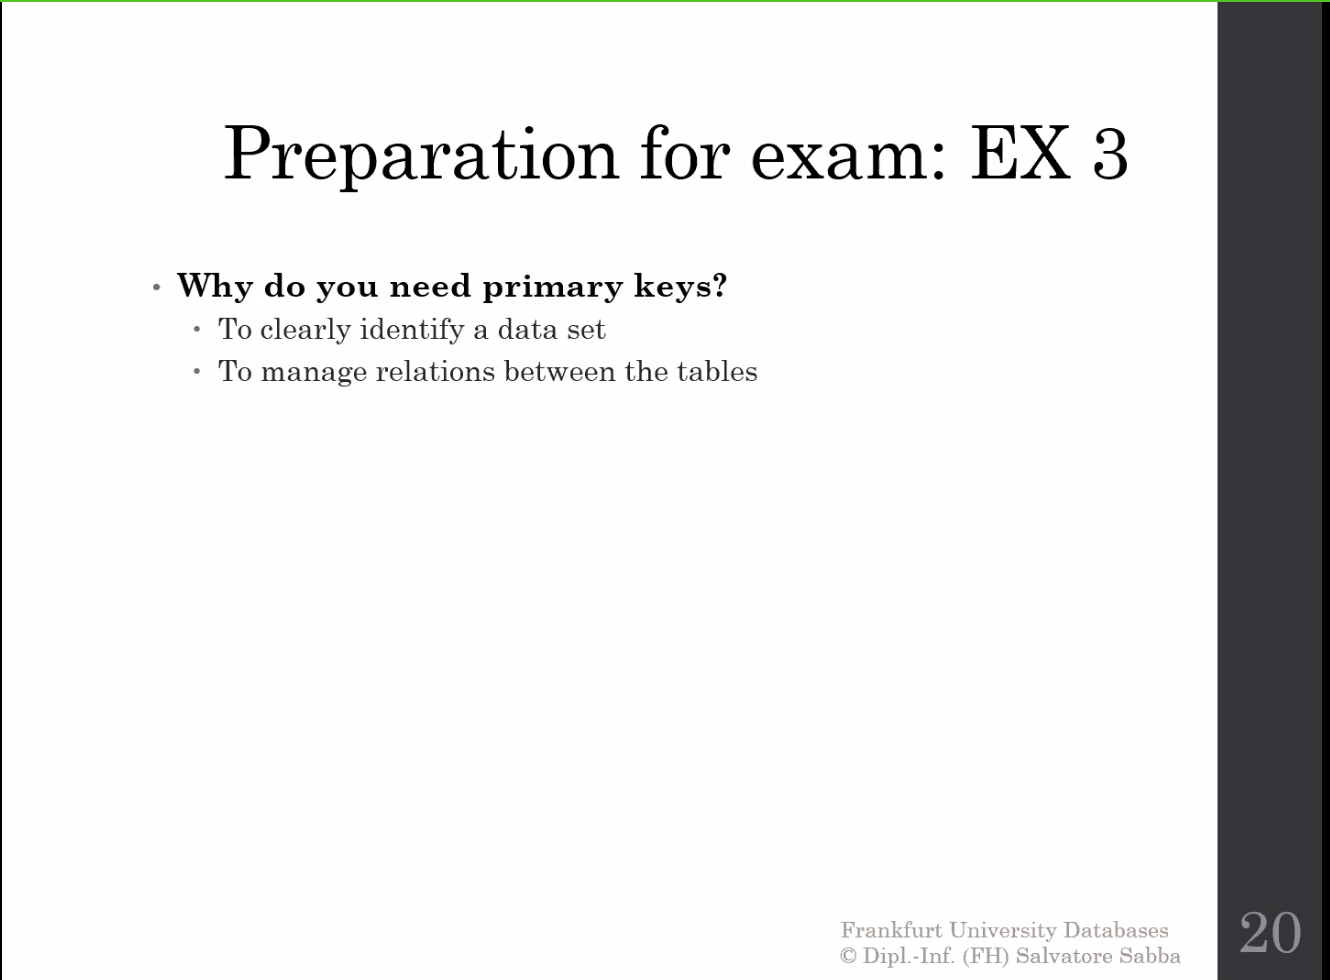 Preparation for exam: EX 3
• Why do you need primary keys?
• To clearly identify a data set
• To manage relations between the tables
Frankfurt University Databases
© Dipl.-Inf. (FH) Salvatore Sabba
20